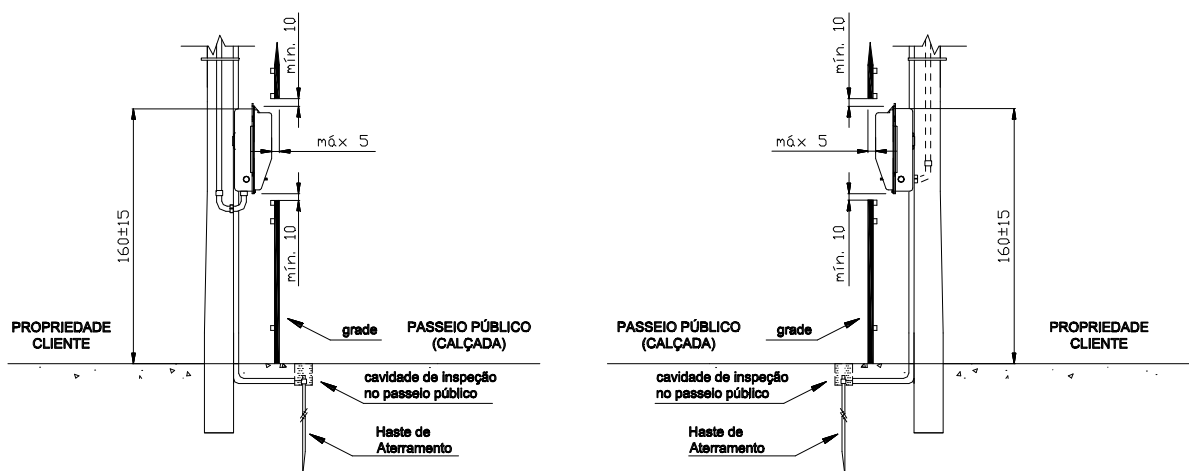 mín. 10
máx 5
mín. 10
160±15
PROPRIEDADE
CLIENTE
grade
PASSEIO PÚBLICO
(CALÇADA)
cavidade de inspeção
no passeio público
Haste de
Aterramento
mín. 10
máx 5
mín. 10
160±15
PASSEIO PÚBLICO
(CALÇADA)
grade
PROPRIEDADE
CLIENTE
cavidade de inspeção
no passeio público
Haste de
Aterramento